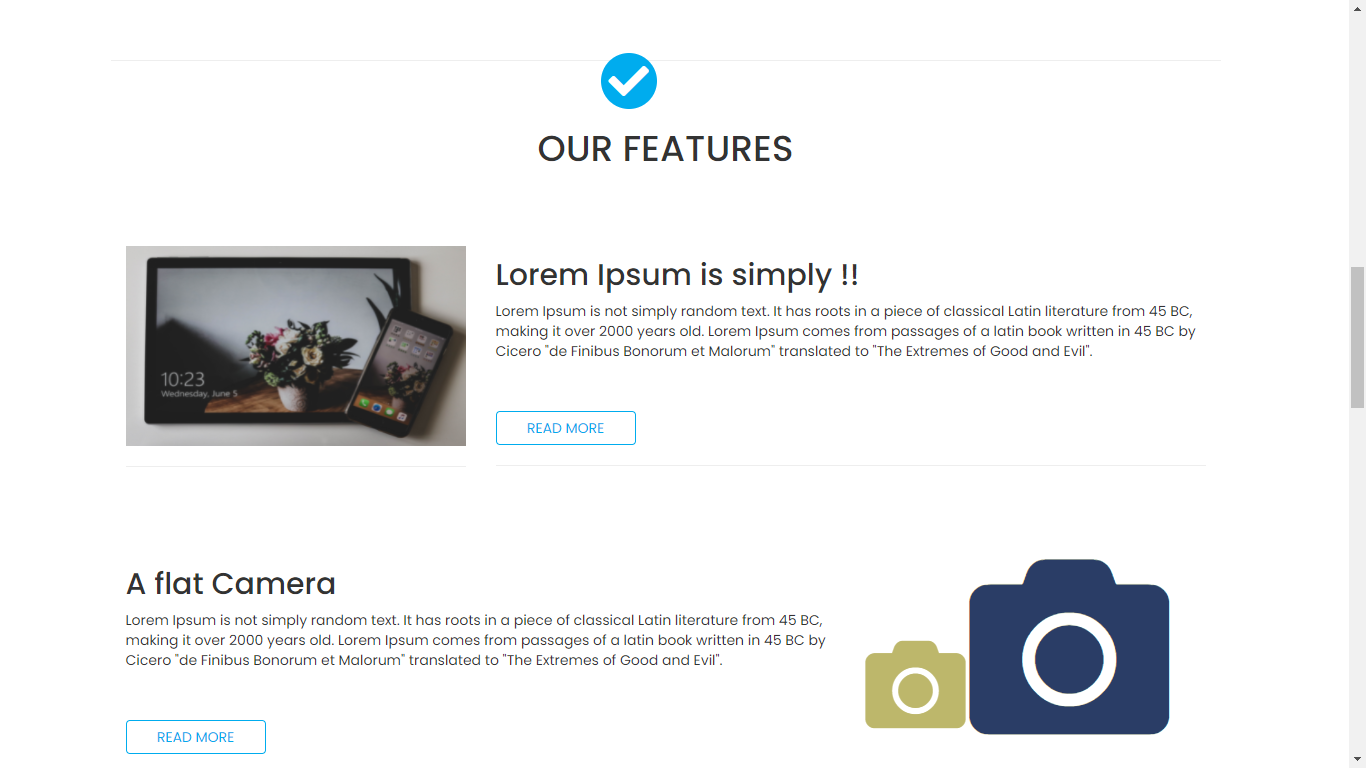 OUR FEATURES
10:23
Wednesday, June 5
Lorem Ipsum is simply !!
Lorem Ipsum is not simply random text. It has roots in a piece of classical Latin literature from 45 BC,
making it over 2000 years old. Lorem Ipsum comes from passages of a latin book written in 45 BC by
Cicero "de Finibus Bonorum et Malorum" translated to "The Extremes of Good and Evil".
READ MORE
A flat Camera
Lorem Ipsum is not simply random text. It has roots in a piece of classical Latin literature from 45 BC,
making it over 2000 years old. Lorem Ipsum comes from passages of a latin book written in 45 BC by
Cicero "de Finibus Bonorum et Malorum" translated to "The Extremes of Good and Evil".
READ MORE